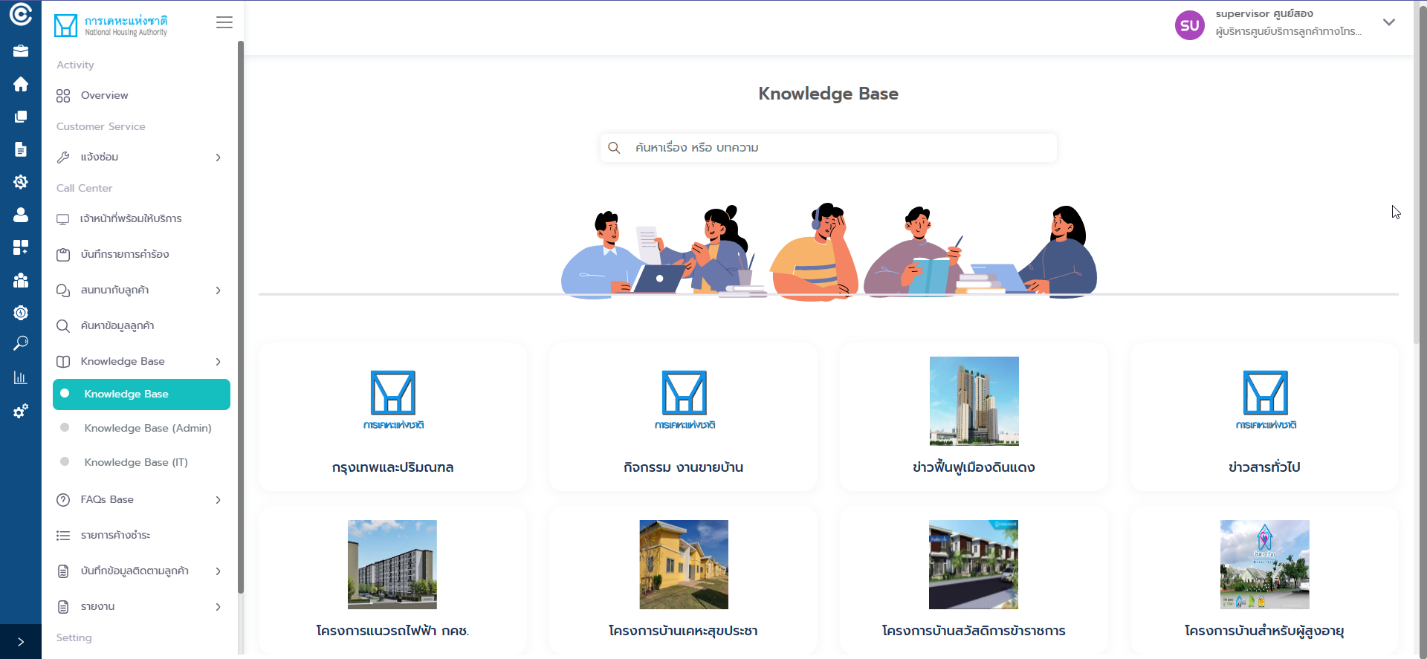 การเคหะแห่งชาติ
National Housing Authority
Activity
Overview
Customer Service
แจ้งซ่อม
Call Center
เจ้าหน้าที่พร้อมให้บริการ
บันทึกรายการคำร้อง
สนทนากับลูกค้า
ค้นหาข้อมูลลูกค้า
Knowledge Base
Knowledge Base
Knowledge Base (Admin)
Knowledge Base (IT)
FAQs Base
รายการค้างชำระ
บันทึกข้อมูลติดตามลูกค้า
รายงาน
Setting
SU
supervisor ศูนย์สอง
ผู้บริหารศูนย์บริการลูกค้าทางโทร...
Knowledge Base
ค้นหาเรื่อง หรือ บทความ
การเคหะแห่งชาติ
กรุงเทพและปริมณฑล
การเคหะแห่งชาติ
กิจกรรม งานขายบ้าน
ข่าวฟื้นฟูเมืองดินแดง
การเคหะแห่งชาติ
ข่าวสารทั่วไป
โครงการแนวรถไฟฟ้า กคช.
โครงการบ้านเคหะสุขประชา
โครงการบ้านสวัสดิการข้าราชการ
โครงการบ้านสำหรับผู้สูงอายุ